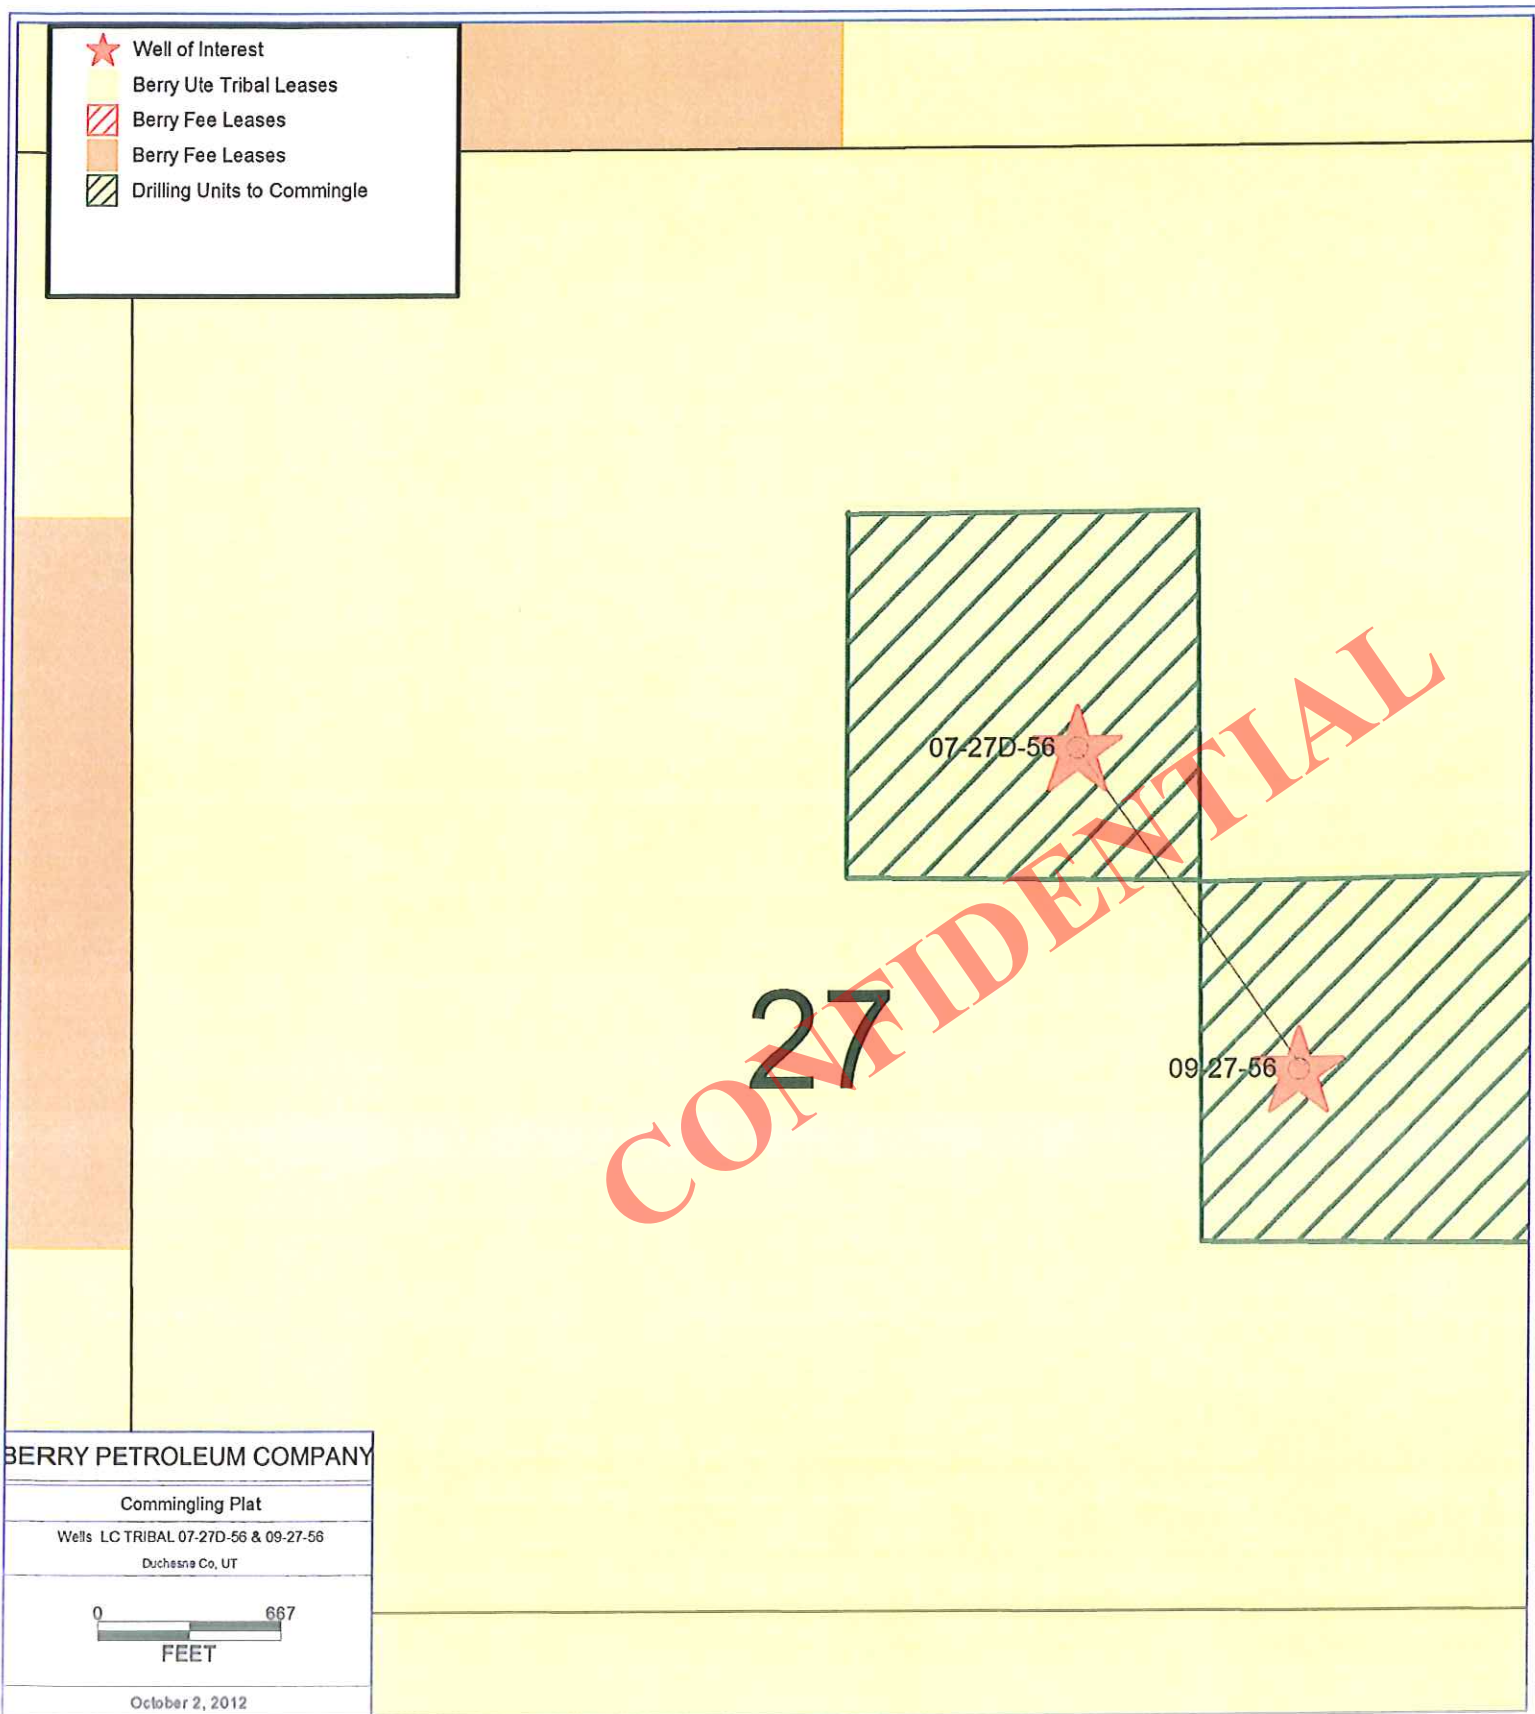 Well of Interest
Berry Ute Tribal Leases
Berry Fee Leases
Berry Fee Leases
Drilling Units to Commingle
07-27D-56
09-27-56
27
CONFIDENTIAL
BERRY PETROLEUM COMPANY
Commingling Plat
Wells LC TRIBAL 07-27D-56 & 09-27-56
Duchesne Co, UT
0 667
FEET
October 2, 2012